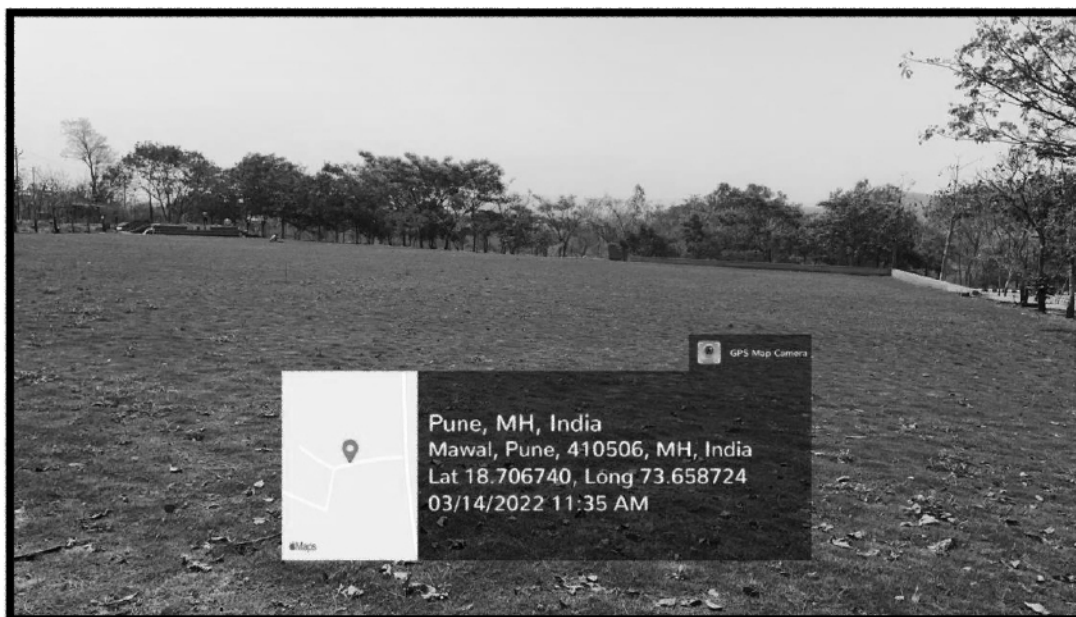 GPS Map Camera
Pune, MH, India
Mawal, Pune, 410506, MH, India
Lat 18.706740, Long 73.658724
03/14/2022 11:35 AM
Maps